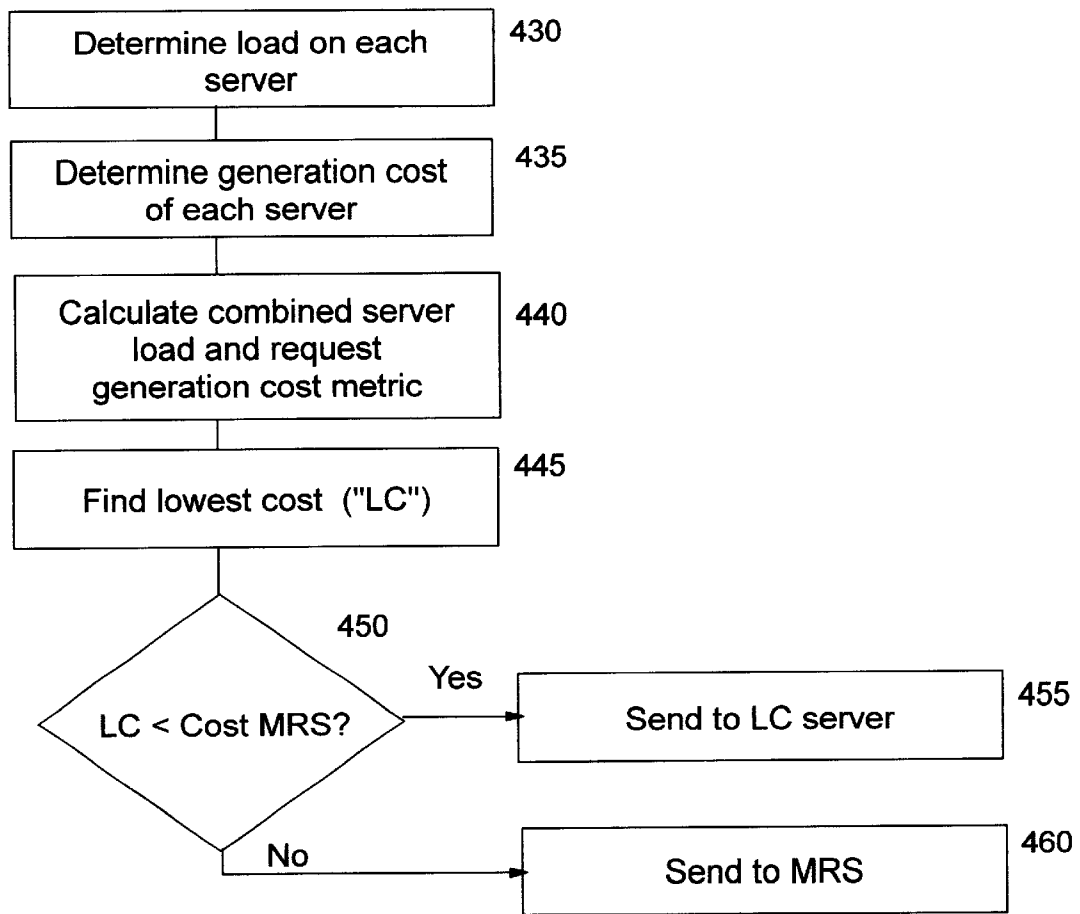 Determine load on each
server
430
Determine generation cost
of each server
435
Calculate combined server
load and request
generation cost metric
440
Find lowest cost ("LC")
445
450
LC < Cost MRS?
Yes
Send to LC server
455
No
Send to MRS
460